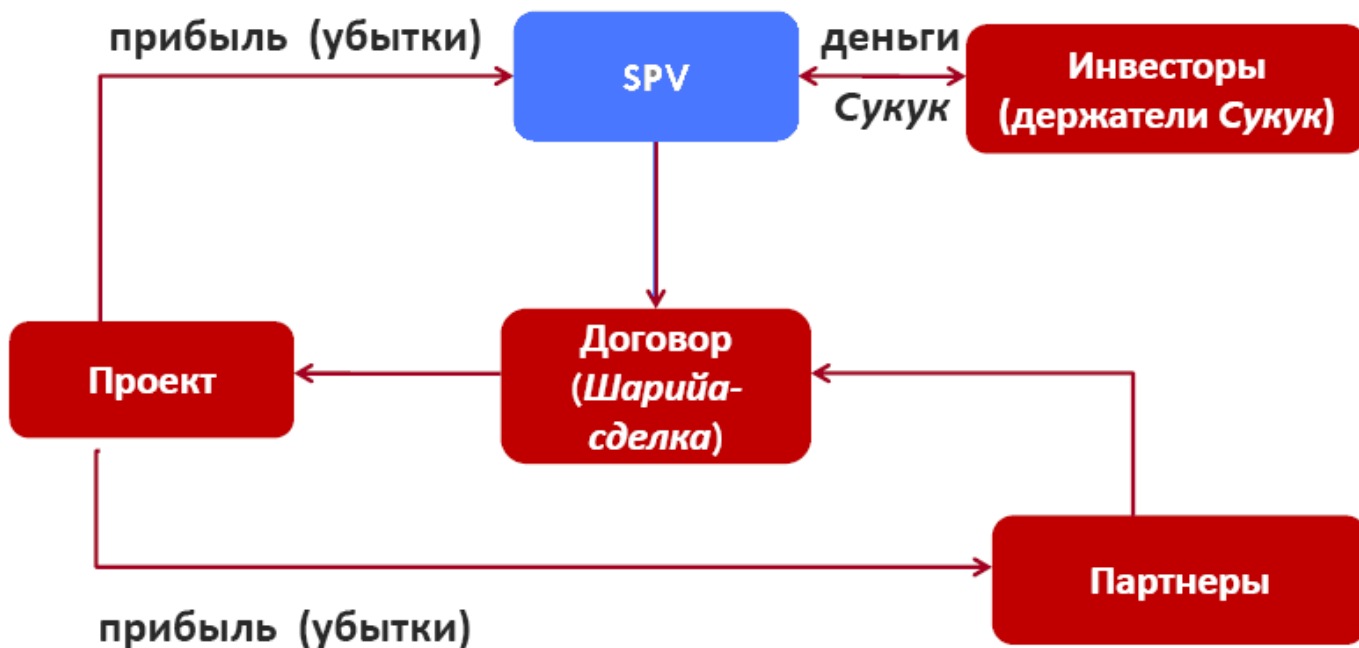 прибыль (убытки)
SPV
деньги
Сукук
Инвесторы
(держатели Сукук)
Проект
Договор
(Шарийа-
сделка)
Партнеры
прибыль (убытки)